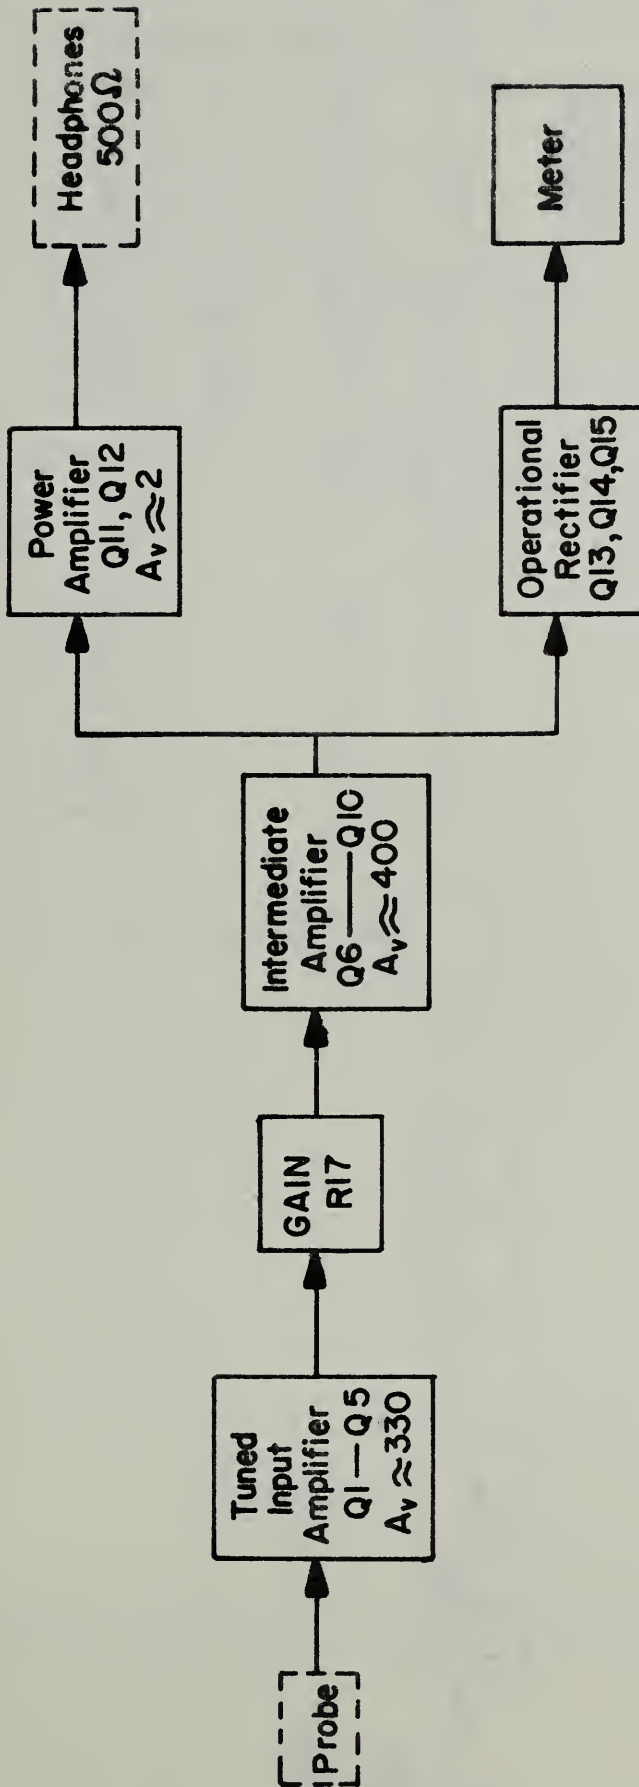 Probe
Tuned
Input
Amplifier
Q1—Q5
Av≈330
GAIN
R17
Intermediate
Amplifier
Q6——Q10
Av≈400
Power
Amplifier
Q11, Q12
Av≈2
Headphones
500Ω
Operational
Rectifier
Q13, Q14, Q15
Meter